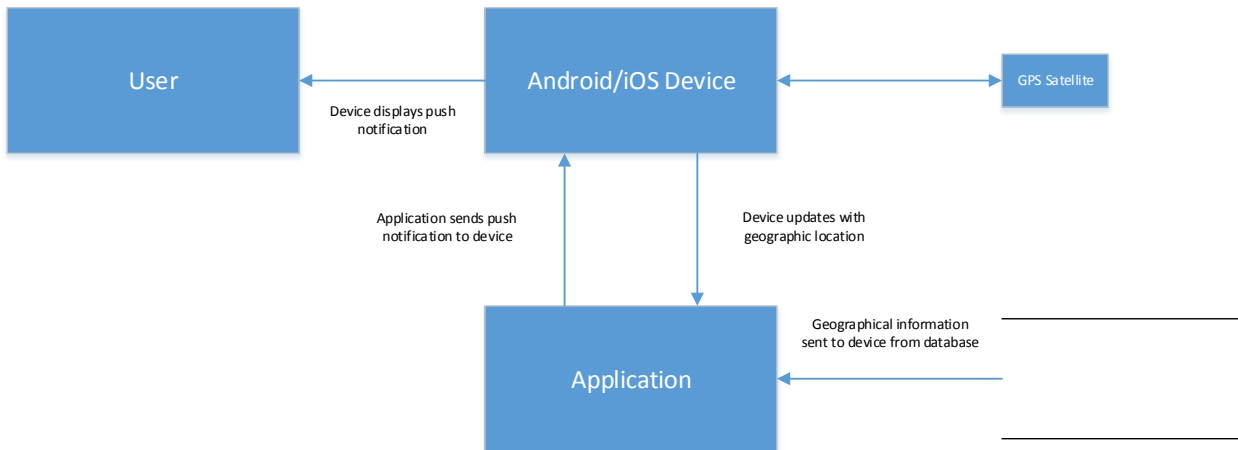 User
Android/iOS Device
GPS Satellite
Device displays push
notification
Application sends push
notification to device
Device updates with
geographic location
Geographical information
sent to device from database
Application